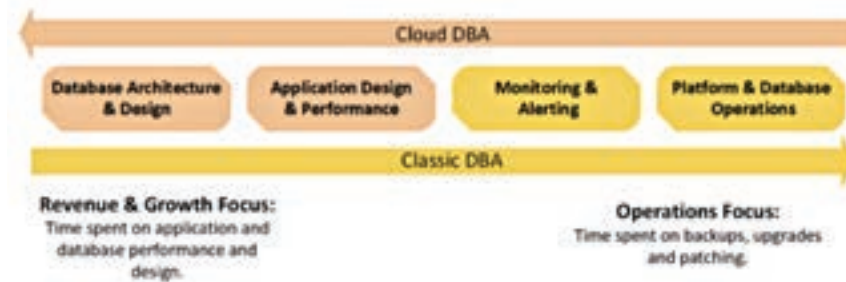 Cloud DBA
Database Architecture
& Design
Application Design
& Performance
Monitoring &
Alerting
Platform & Database
Operations
Classic DBA
Revenue & Growth Focus:
Time spent on application and
database performance and
design.
Operations Focus:
Time spent on backups, upgrades
and patching.